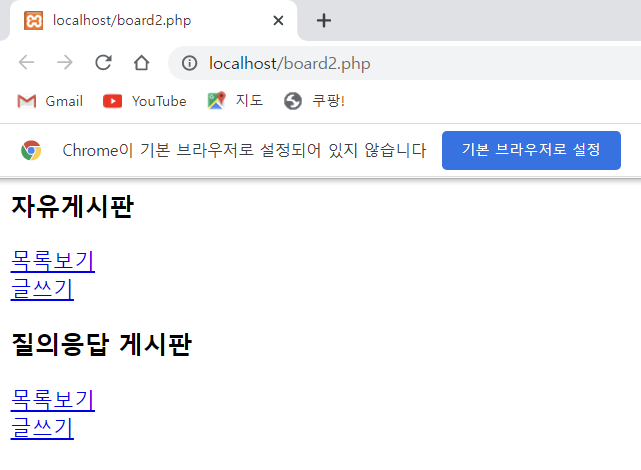 localhost/board2.php
localhost/board2.php
Gmail YouTube 지도 쿠팡!
Chrome이 기본 브라우저로 설정되어 있지 않습니다 기본 브라우저로 설정
자유게시판
목록보기
글쓰기
질의응답 게시판
목록보기
글쓰기